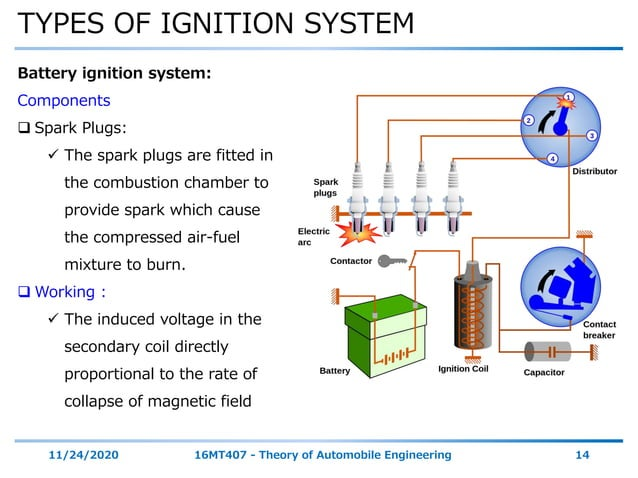 TYPES OF IGNITION SYSTEM
Battery ignition system:
Components
Spark Plugs:
The spark plugs are fitted in
the combustion chamber to
provide spark which cause
the compressed air-fuel
mixture to burn.
Working :
The induced voltage in the
secondary coil directly
proportional to the rate of
collapse of magnetic field
1
2
3
4
Distributor
Spark
plugs
Electric
arc
Contactor
Contact
breaker
Battery
Ignition Coil
Capacitor
11/24/2020
16MT407 - Theory of Automobile Engineering
14